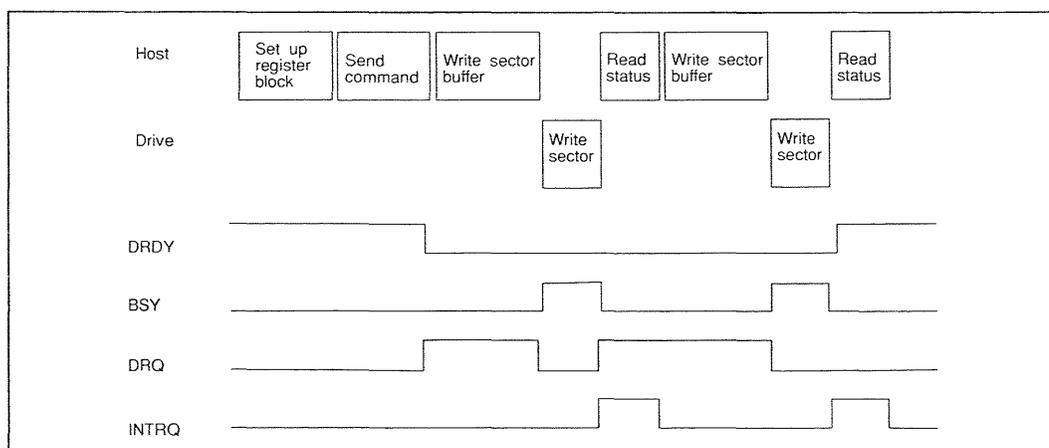 Host
Set up
register
block
Send
command
Write sector
buffer
Read
status
Write sector
buffer
Read
status
Drive
Write
sector
Write
sector
DRDY
BSY
DRQ
INTRQ